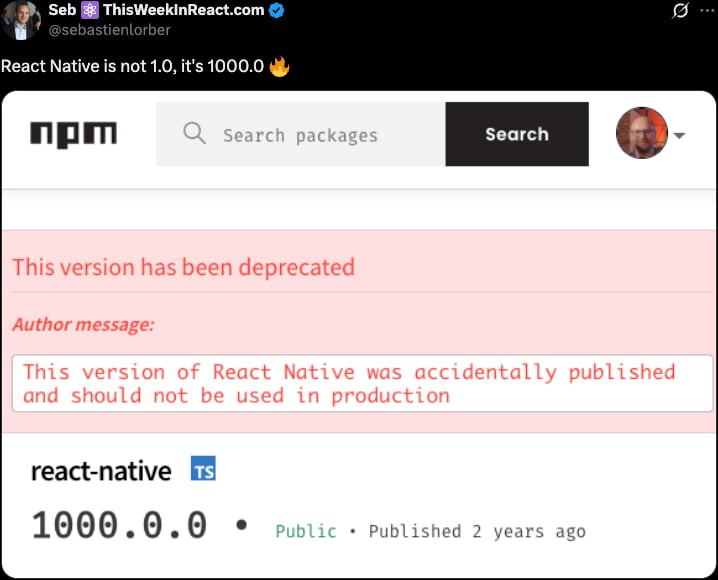 Seb ⚛️ ThisWeekInReact.com
@sebastienlorber
React Native is not 1.0, it's 1000.0 🔥
npm
Search packages
Search
This version has been deprecated
Author message:
This version of React Native was accidentally published
and should not be used in production
react-native TS
1000.0.0 • Public • Published 2 years ago